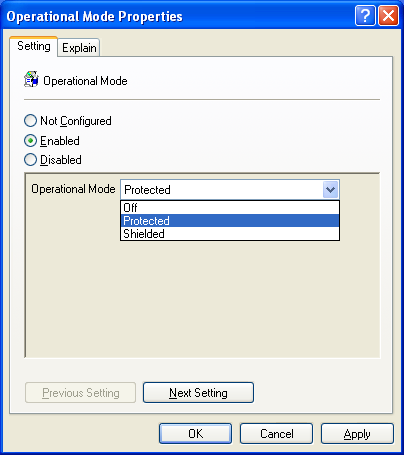 Operational Mode Properties
Setting
Explain
Operational Mode
Not Configured
Enabled
Disabled
Operational Mode
Protected
Off
Protected
Shielded
Previous Setting
Next Setting
OK
Cancel
Apply